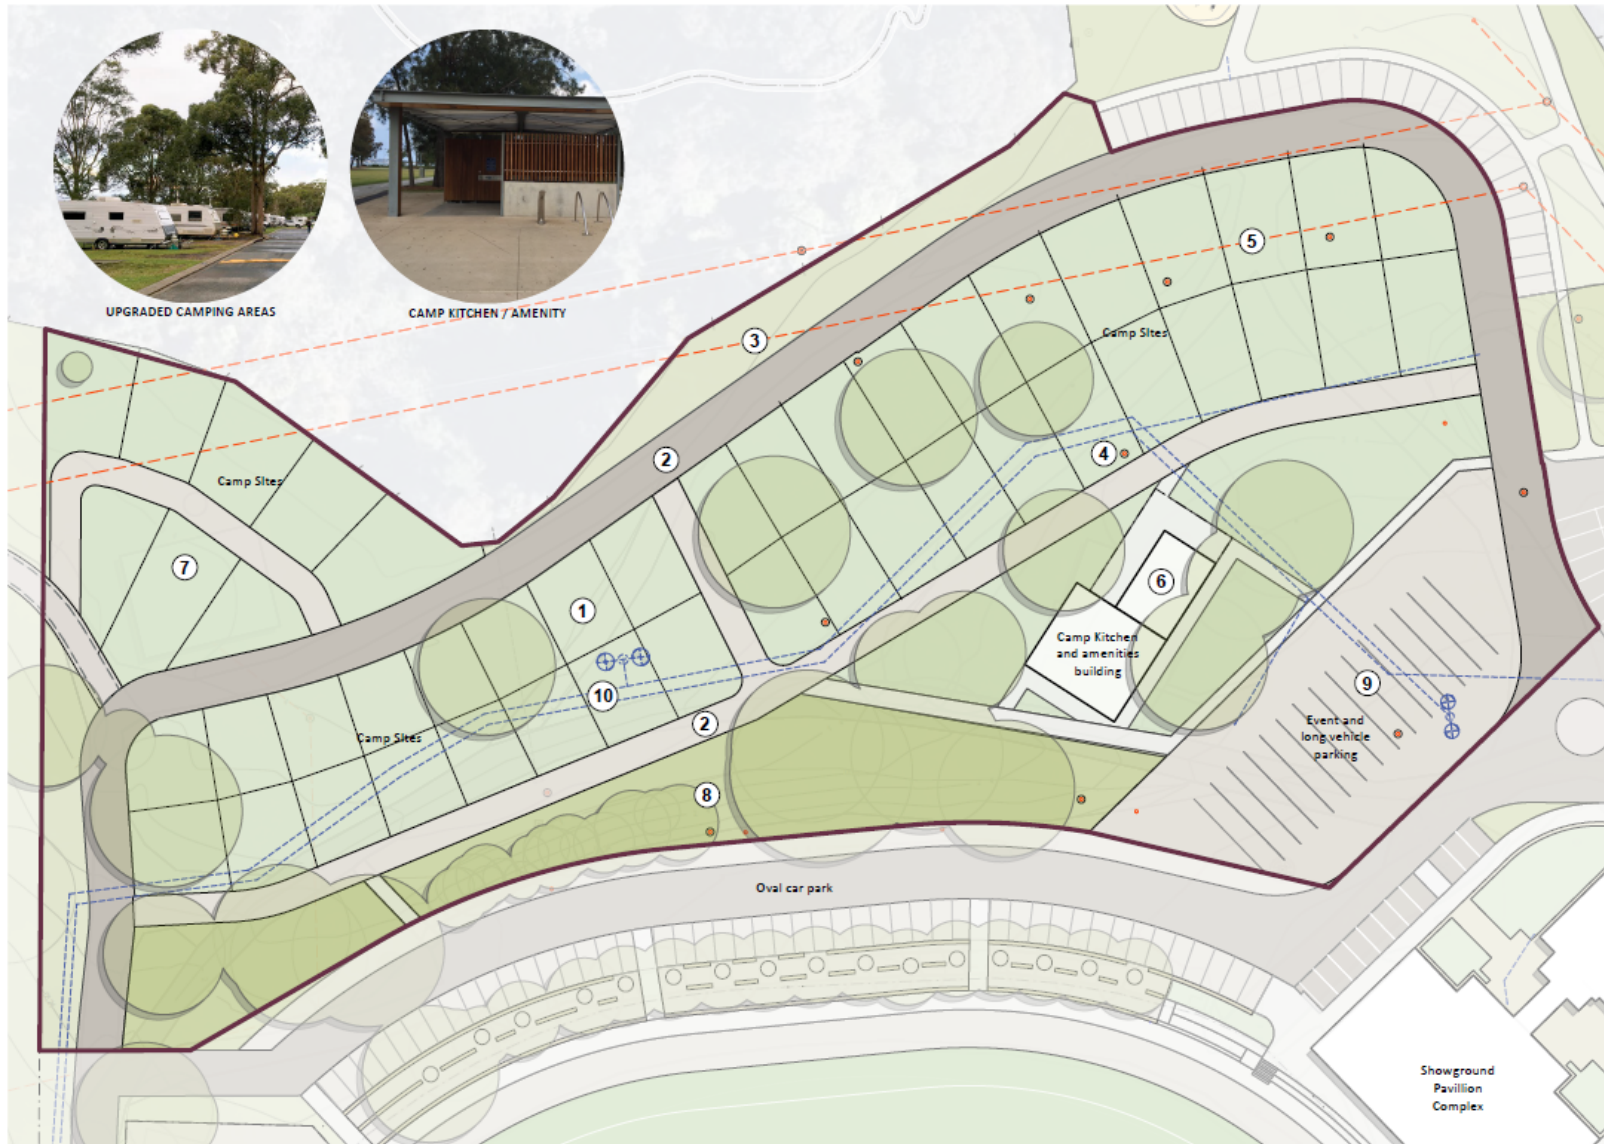 UPGRADED CAMPING AREAS
CAMP KITCHEN / AMENITY
5
Camp Sites
3
2
4
Camp Sites
7
6
1
Camp Kitchen
and amenities
building
9
10
2
Event and
long vehicle
parking
Camp Sites
8
Oval car park
Showground
Pavillion
Complex